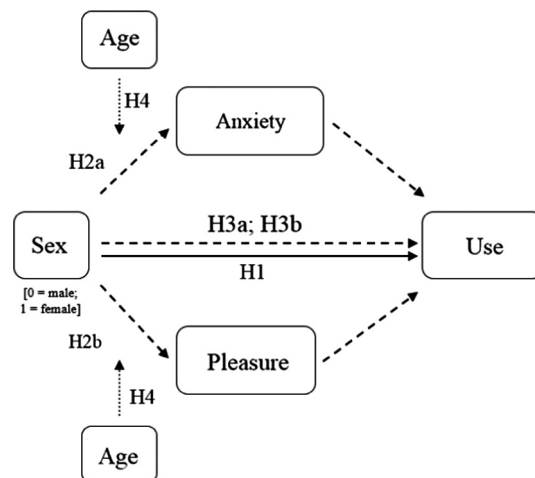 Age
H4
Anxiety
H2a
H3a; H3b
Sex
Use
H1
[0 = male;
1 = female]
H2b
Pleasure
H4
Age